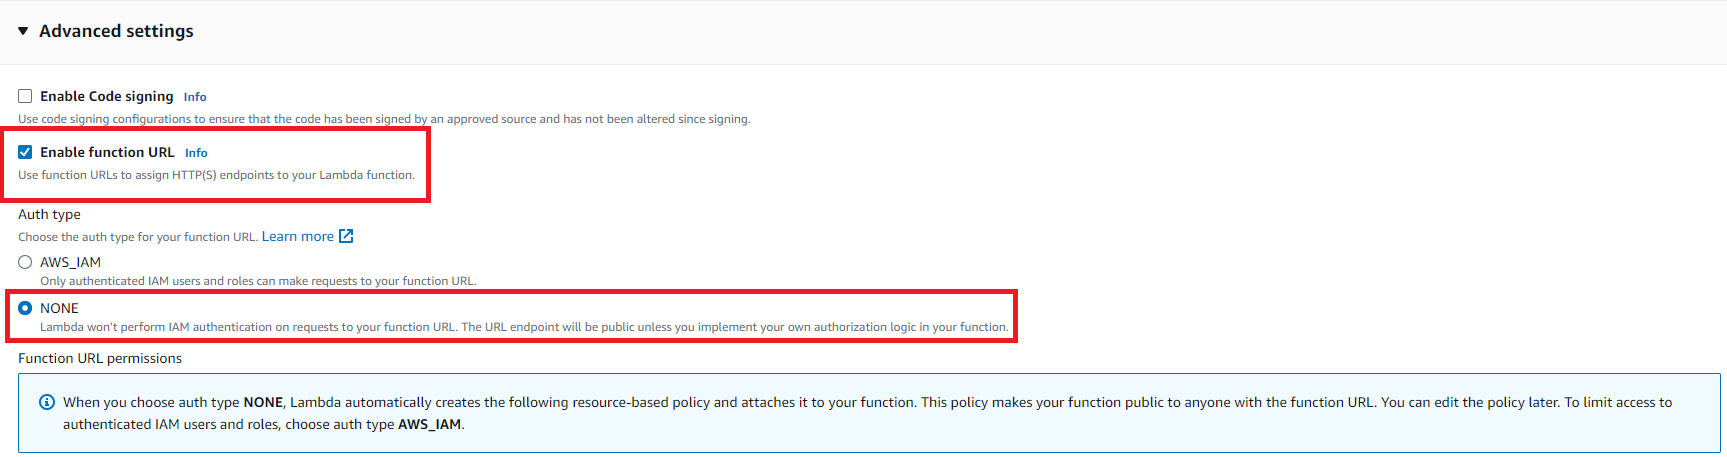 Advanced settings
Enable Code signing Info
Use code signing configurations to ensure that the code has been signed by an approved source and has not been altered since signing.
Enable function URL Info
Use function URLs to assign HTTP(S) endpoints to your Lambda function.
Auth type
Choose the auth type for your function URL. Learn more
AWS_IAM
Only authenticated IAM users and roles can make requests to your function URL.
NONE
Lambda won't perform IAM authentication on requests to your function URL. The URL endpoint will be public unless you implement your own authorization logic in your function.
Function URL permissions
When you choose auth type NONE, Lambda automatically creates the following resource-based policy and attaches it to your function. This policy makes your function public to anyone with the function URL. You can edit the policy later. To limit access to
authenticated IAM users and roles, choose auth type AWS_IAM.